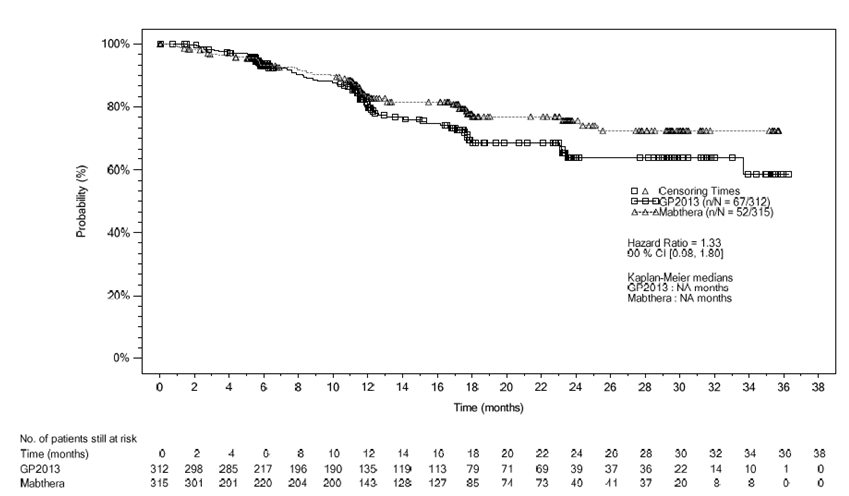 100%
80%
60%
40%
20%
0%
Probability (%)
Censoring Times
GP2013 (n/N = 67/312)
Mabthera (n/N = 52/315)
Hazard Ratio = 1.33
90 % CI [0.98, 1.80]
Kaplan-Meier medians
GP2013 : NA months
Mabthera : NA months
0 2 4 6 8 10 12 14 16 18 20 22 24 26 28 30 32 34 36 38
Time (months)
No. of patients still at risk
Time (months) 0 2 4 6 8 10 12 14 16 18 20 22 24 26 28 30 32 34 36 38
GP2013 312 298 285 217 196 190 135 119 113 79 71 69 39 37 36 22 14 10 1 0
Mabthera 315 301 291 220 204 200 143 128 127 85 74 73 40 41 37 20 8 8 0 0